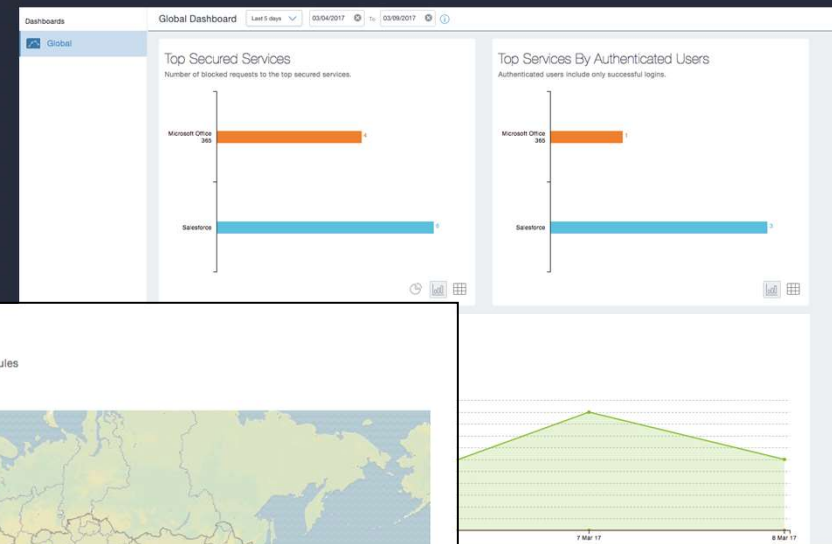 Dashboards
Global Dashboard
Last 5 days
03/04/2017
To
03/09/2017
Global
Top Secured Services
Number of blocked requests to the top secured services.
Microsoft Office
365
4
Salesforce
Top Services By Authenticated Users
Authenticated users include only successful logins.
Microsoft Office
365
1
Salesforce
3
ules
7 Mar 17
8 Mar 17